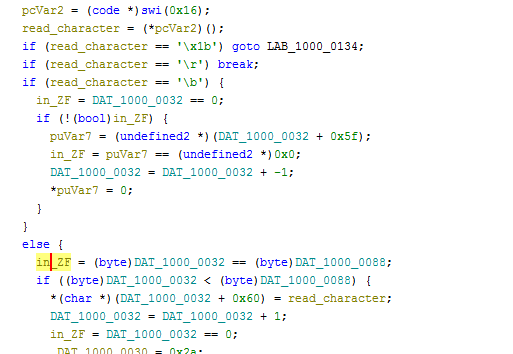 pcVar2 = (code *)swi(0x16);
read_character = (*pcVar2)();
if (read_character == '\x1b') goto LAB_1000_0134;
if (read_character == '\r') break;
if (read_character == '\b') {
in_ZF = DAT_1000_0032 == 0;
if (!(bool)in_ZF) {
puVar7 = (undefined2 *)(DAT_1000_0032 + 0x5f);
in_ZF = puVar7 == (undefined2 *)0x0;
DAT_1000_0032 = DAT_1000_0032 + -1;
*puVar7 = 0;
}
}
else {
in_ZF = (byte)DAT_1000_0032 == (byte)DAT_1000_0088;
if ((byte)DAT_1000_0032 < (byte)DAT_1000_0088) {
*(char *)(DAT_1000_0032 + 0x60) = read_character;
DAT_1000_0032 = DAT_1000_0032 + 1;
in_ZF = DAT_1000_0032 == 0;
_DAT_1000_0030 = 0x2a;